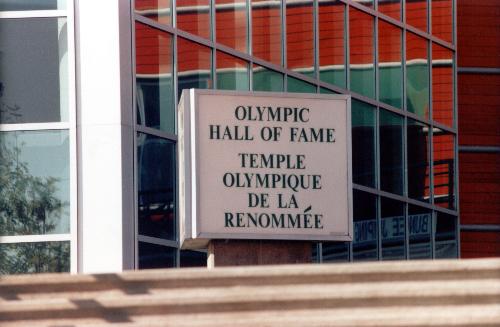 OLYMPIC
HALL OF FAME
TEMPLE
OLYMPIQUE
DE LA
RENOMMÉE